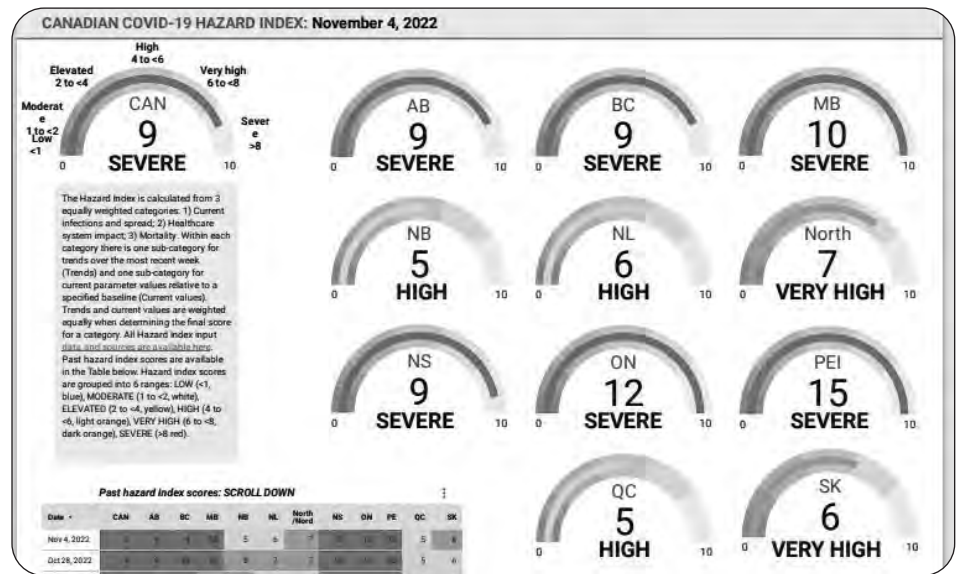 CANADIAN COVID-19 HAZARD INDEX: November 4, 2022
High
4 to <6
Elevated
2 to <4
Very high
6 to <8
Moderat
e
1 to <2
Low
<1
Sever
e
>8
CAN
9
SEVERE
0
10
AB
9
SEVERE
0
10
BC
9
SEVERE
0
10
MB
10
SEVERE
0
10
The Hazard Index is calculated from 3
equally weighted categories: 1) Current
infections and spread; 2) Healthcare
system impact; 3) Mortality. Within each
category there is one sub-category for
trends over the most recent week
(Trends) and one sub-category for
current parameter values relative to a
specified baseline (Current values).
Trends and current values are weighted
equally when determining the final score
for a category. All Hazard Index input
data and sources are available here.
Past hazard index scores are available
in the Table below. Hazard index scores
are grouped into 6 ranges: LOW (<1,
blue), MODERATE (1 to <2, white),
ELEVATED (2 to <4, yellow), HIGH (4 to
<6, light orange), VERY HIGH (6 to <8,
dark orange), SEVERE (>8 red).
NB
5
HIGH
0
10
NL
6
HIGH
0
10
North
7
VERY HIGH
0
10
NS
9
SEVERE
0
10
ON
12
SEVERE
0
10
PEI
15
SEVERE
0
10
QC
5
HIGH
0
10
SK
6
VERY HIGH
0
10
Past hazard index scores: SCROLL DOWN
Date CAN AB BC MB NB NL North /Nord NS ON PE QC SK
Nov 4, 2022 5 6 7 5
Oct 28, 2022 5